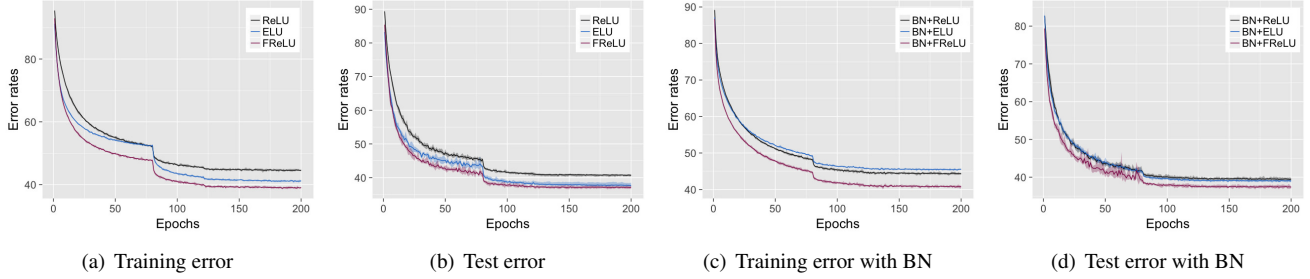 ReLU
ELU
FReLU
Error rates
80
60
40
0
50
100
150
200
Epochs
(a) Training error
ReLU
ELU
FReLU
Error rates
90
80
70
60
50
40
0
50
100
150
200
Epochs
(b) Test error
BN+ReLU
BN+ELU
BN+FReLU
Error rates
90
80
70
60
50
40
0
50
100
150
200
Epochs
(c) Training error with BN
BN+ReLU
BN+ELU
BN+FReLU
Error rates
80
70
60
50
40
0
50
100
150
200
Epochs
(d) Test error with BN